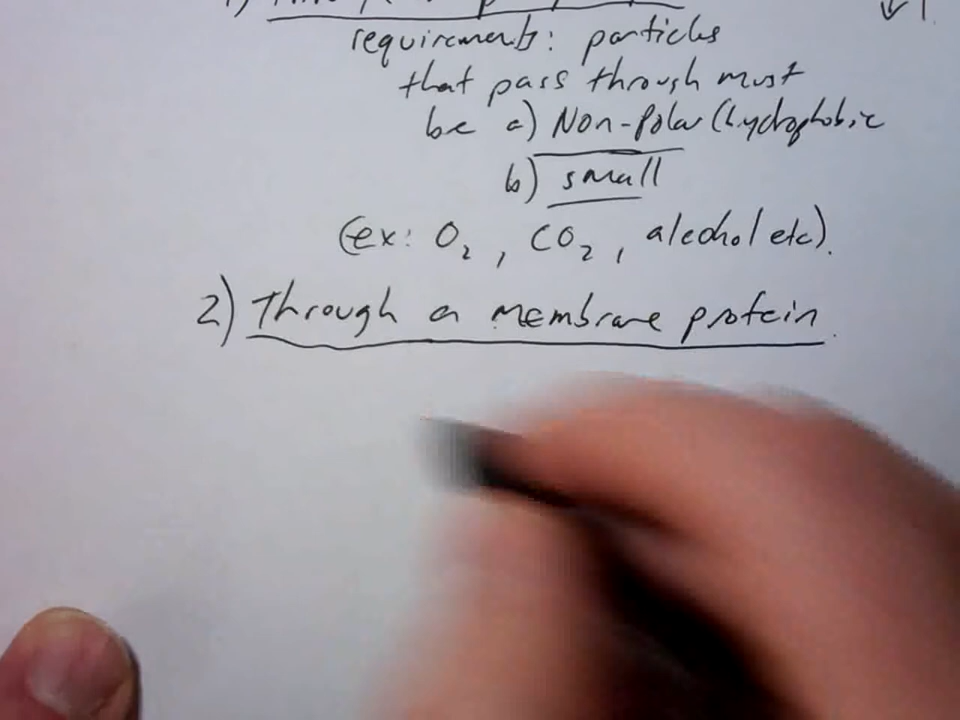 requirements: particles
that pass through must
be a) Non-Polar (hydrophobic
b) small
(ex: O₂, CO₂, alcohol etc).
2) Through a membrane protein.